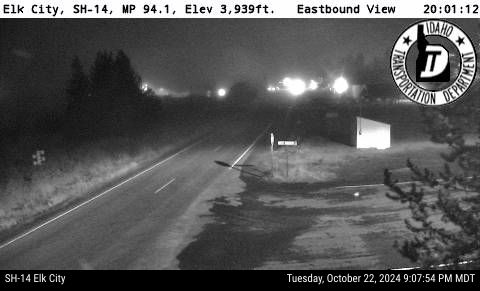 Elk City, SH-14, MP 94.1, Elev 3,939ft.   Eastbound View   20:01:12
IDAHO
TRANSPORTATION DEPARTMENT
SH-14 Elk City
Tuesday, October 22, 2024 9:07:54 PM MDT